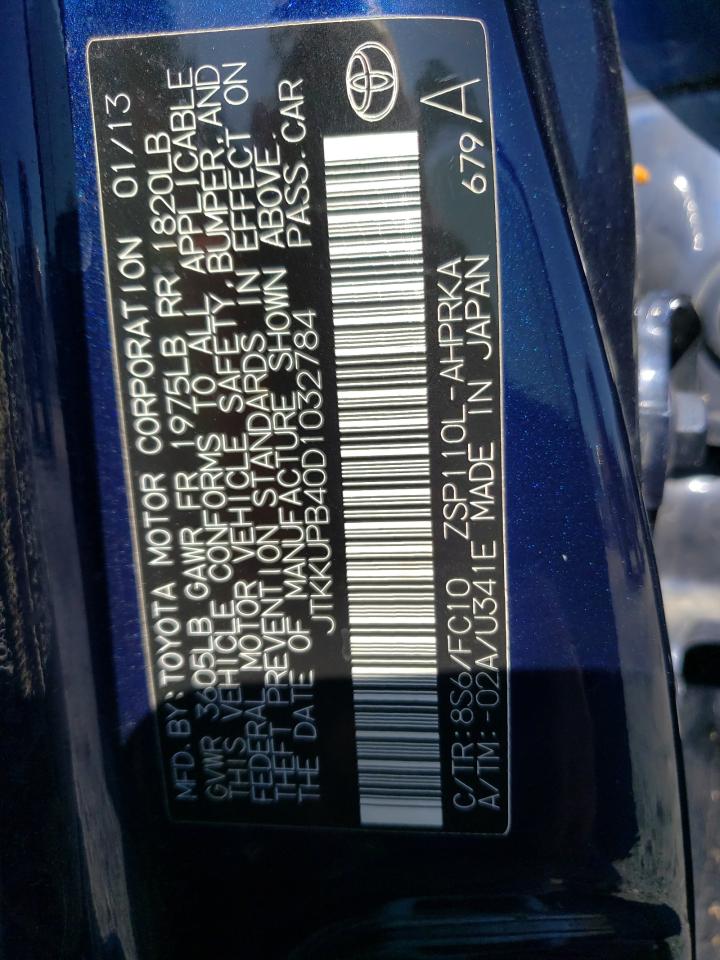 MFD. BY: TOYOTA MOTOR CORPORATION 01/13
GVWR 3605LB GAWR FR 1975LB RR 1820LB
THIS VEHICLE CONFORMS TO ALL APPLICABLE
FEDERAL MOTOR VEHICLE SAFETY, BUMPER, AND
THEFT PREVENTION STANDARDS IN EFFECT ON
THE DATE OF MANUFACTURE SHOWN ABOVE.
JTKKUPB40D1032784 PASS. CAR
C/TR: 8S6/FC10 ZSP110L-AHPRKA 679 A
A/TM: -02A/U341E MADE IN JAPAN